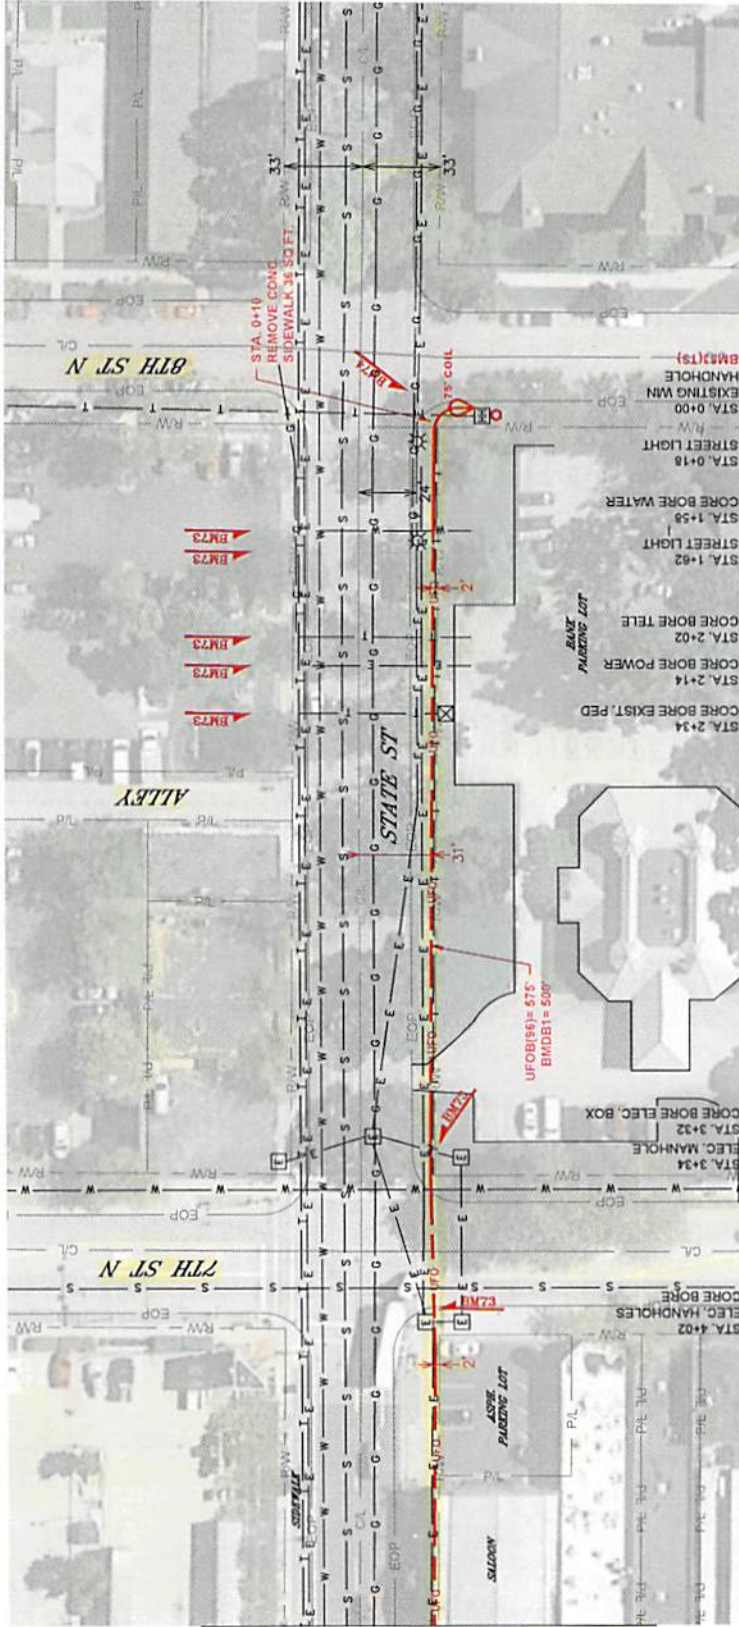 33'
33'
STA. 0+10
REMOVE CONC.
SIDEWALK 36 SQ FT.
8TH ST N
BM74
75' COIL
STA. 0+00
EXISTING WIN
HANDHOLE
STA. 0+18
STREET LIGHT
STA. 1+58
CORE BORE WATER
STA. 1+62
STREET LIGHT
STA. 2+02
CORE BORE TELE
STA. 2+14
CORE BORE POWER
STA. 2+34
CORE BORE EXIST. PED
24'
BM73
BM73
BM73
BM73
BM73
2'
BANK
PARKING LOT
ALLEY
STATE ST
31'
UFOB(96)= 575'
BMDB1= 500'
BM73
STA. 3+32
CORE BORE ELEC. BOX
STA. 3+34
ELEC. MANHOLE
7TH ST N
BM73
STA. 4+02
ELEC. HANDHOLES
CORE BORE
2'
ASPH.
PARKING LOT
SIDEWALK
SALOON
R/W
P/L
C/L
EOP
UFO